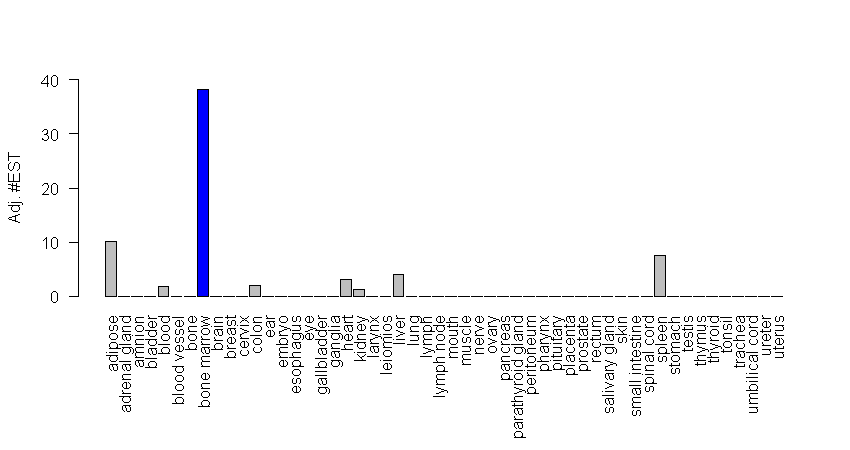 40
30
20
10
0
Adj. #EST
adipose
adrenal gland
amnion
bladder
blood
blood vessel
bone
bone marrow
brain
breast
cervix
colon
ear
embryo
esophagus
eye
gallbladder
ganglia
heart
kidney
larynx
leiomios
liver
lung
lymph
lymph node
mouth
muscle
nerve
ovary
pancreas
parathyroid gland
peritoneum
pharynx
pituitary
placenta
prostate
rectum
salivary gland
skin
small intestine
spinal cord
spleen
stomach
testis
thymus
thyroid
tonsil
trachea
umbilical cord
ureter
uterus